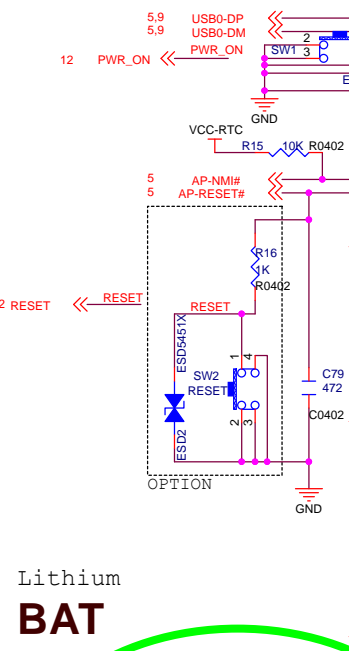 5,9 USB0-DP
5,9 USB0-DM
2
12 PWR_ON PWR_ON SW1 3
E
GND
VCC-RTC
R15 10K R0402
5 AP-NMI#
5 AP-RESET#
R16
1K
R0402
2 RESET RESET RESET
ESD5451X
1 4
SW2
RESET
C79
472
C0402
2 3
ESD2
OPTION
GND
Lithium
BAT